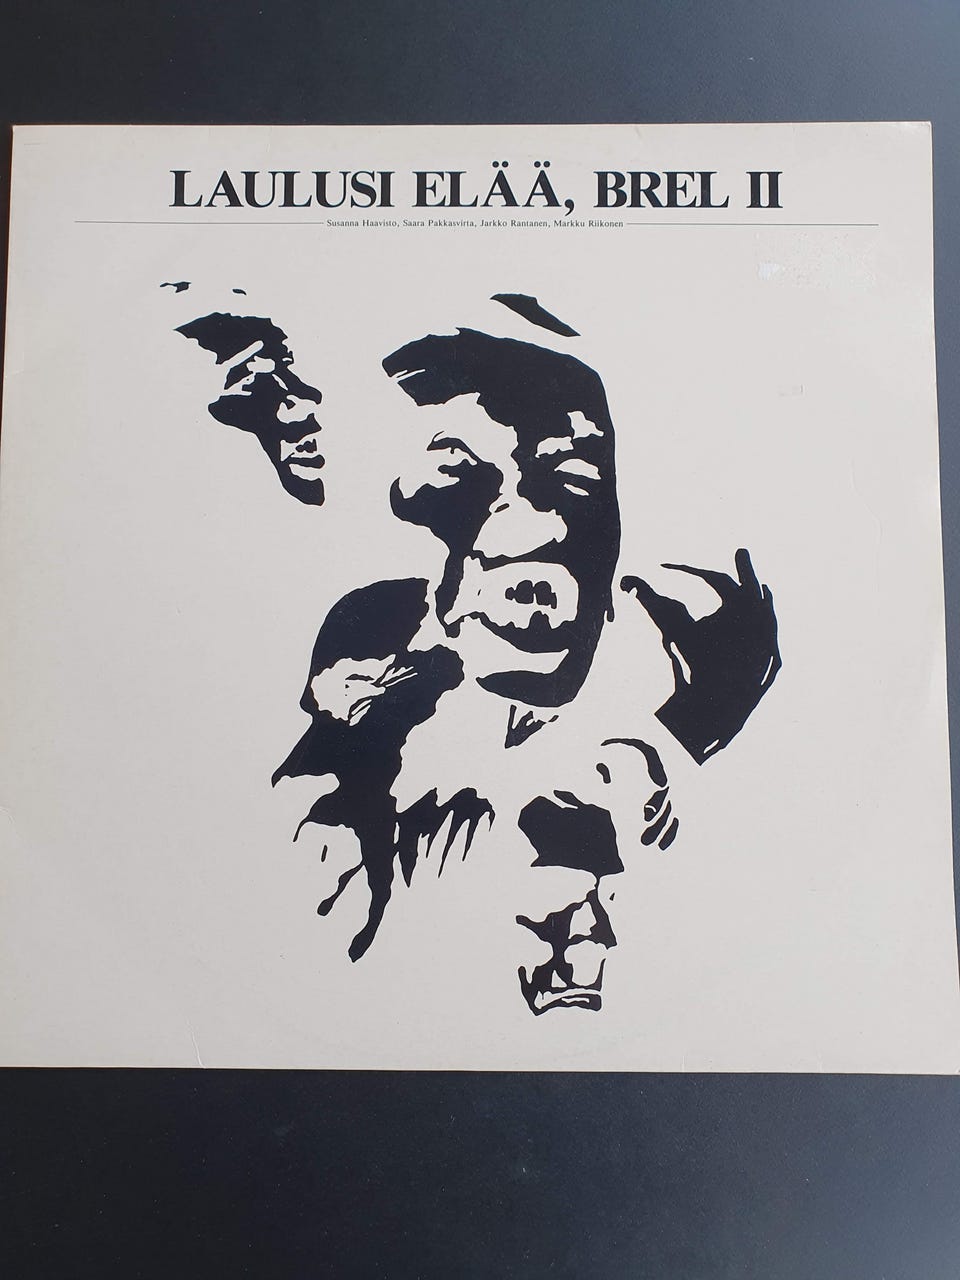 LAULUSI ELÄÄ, BREL II
Susanna Haavisto, Saara Pakkasvirta, Jarkko Rantanen, Markku Riikonen